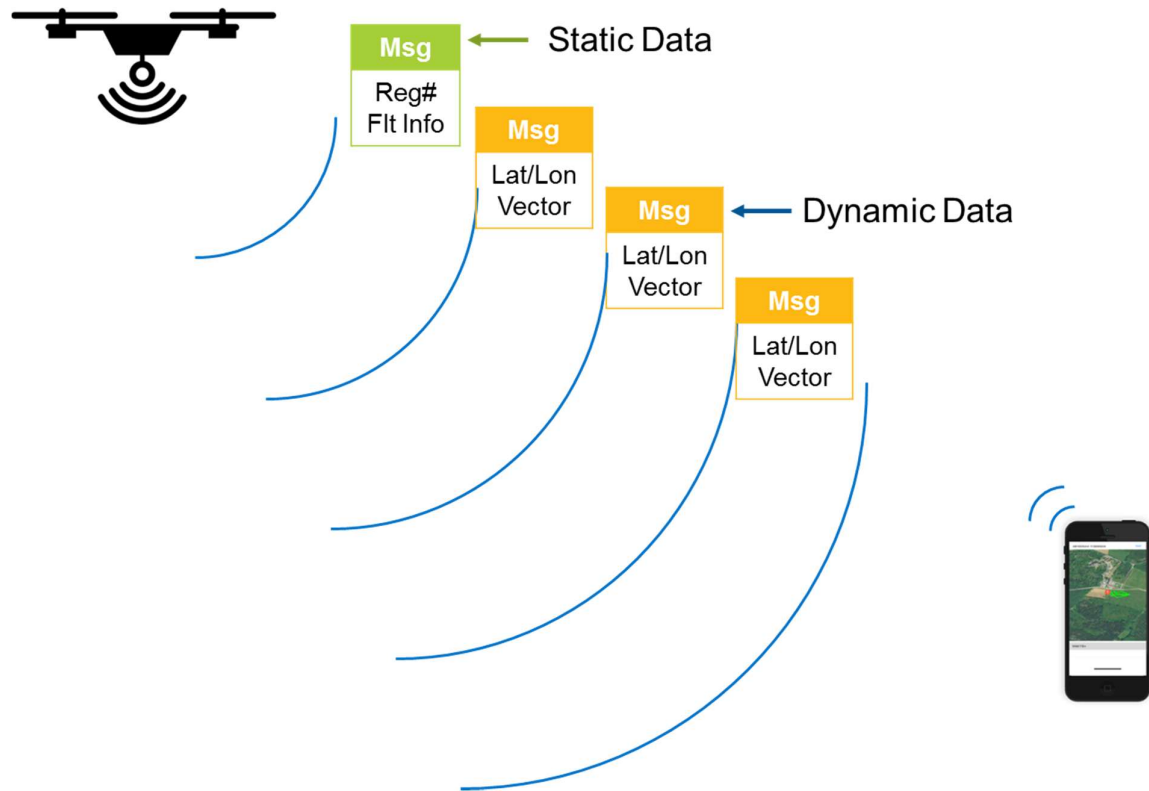 Msg
Static Data
Reg#
Flt Info
Msg
Lat/Lon
Vector
Msg
Dynamic Data
Lat/Lon
Vector
Msg
Lat/Lon
Vector